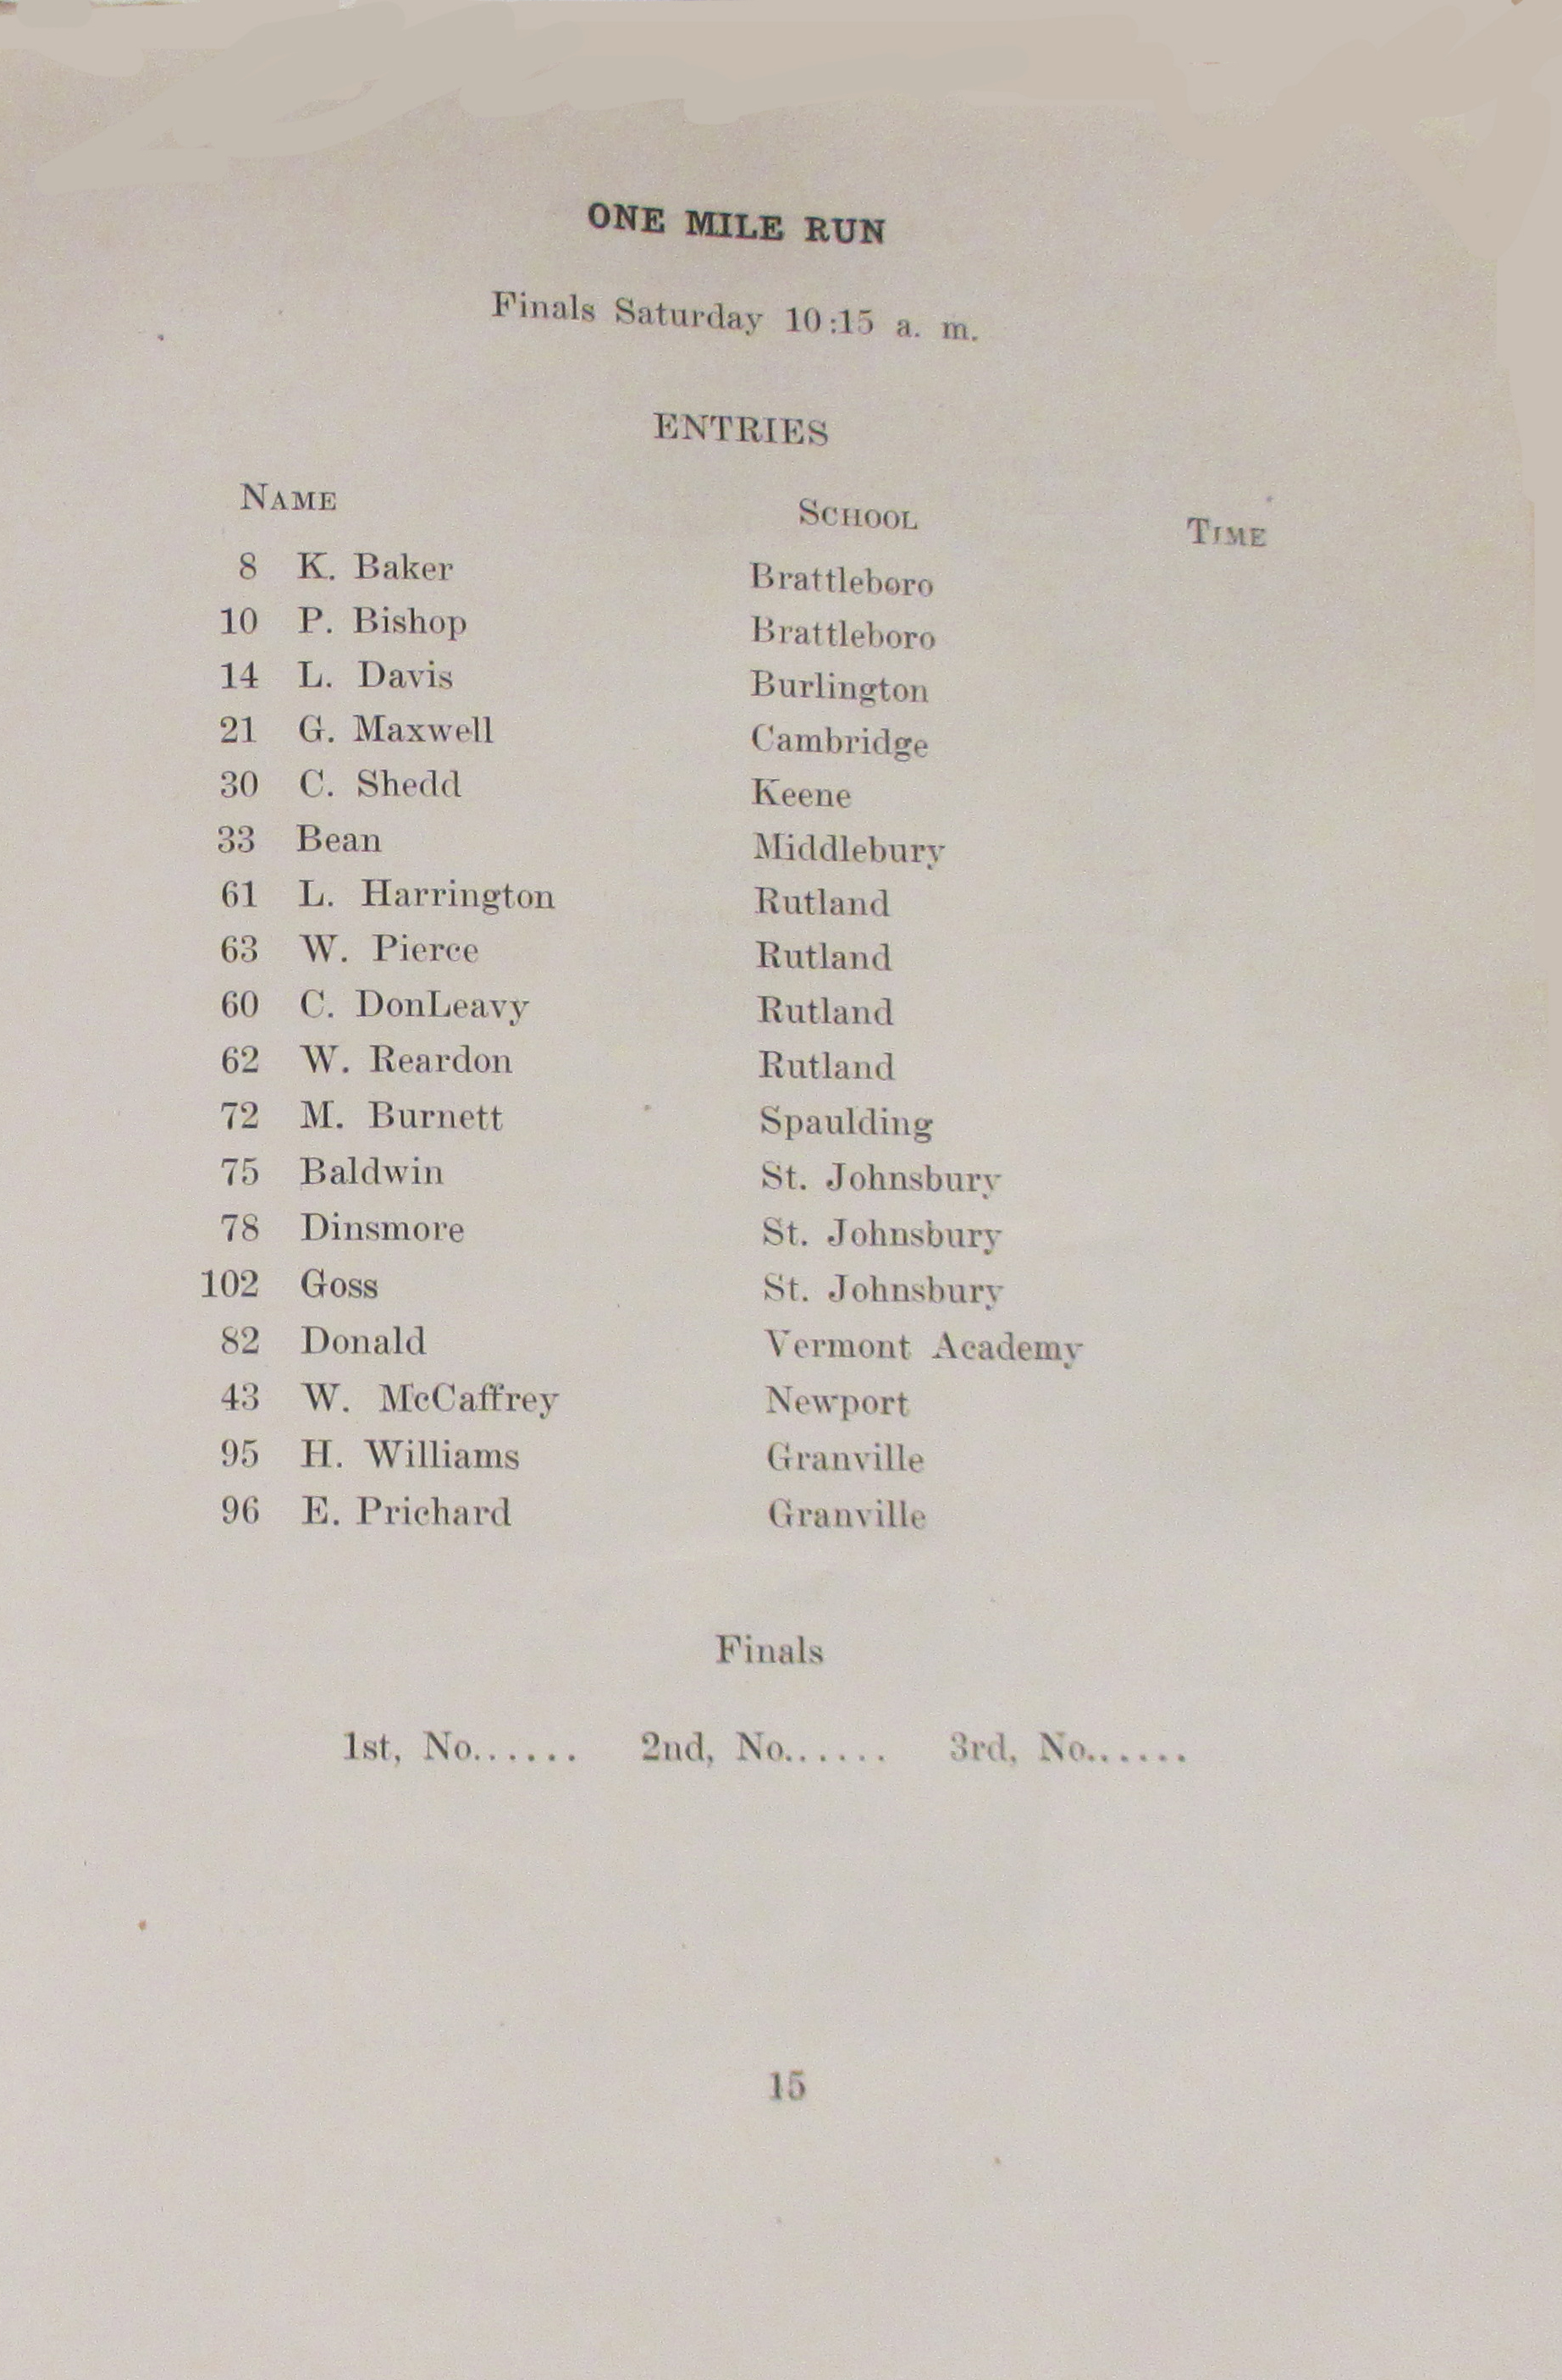 ONE MILE RUN
Finals Saturday 10:15 a. m.
ENTRIES
NAME SCHOOL TIME
8 K. Baker Brattleboro
10 P. Bishop Brattleboro
14 L. Davis Burlington
21 G. Maxwell Cambridge
30 C. Shedd Keene
33 Bean Middlebury
61 L. Harrington Rutland
63 W. Pierce Rutland
60 C. DonLeavy Rutland
62 W. Reardon Rutland
72 M. Burnett Spaulding
75 Baldwin St. Johnsbury
78 Dinsmore St. Johnsbury
102 Goss St. Johnsbury
82 Donald Vermont Academy
43 W. McCaffrey Newport
95 H. Williams Granville
96 E. Prichard Granville
Finals
1st, No...... 2nd, No...... 3rd, No......
15